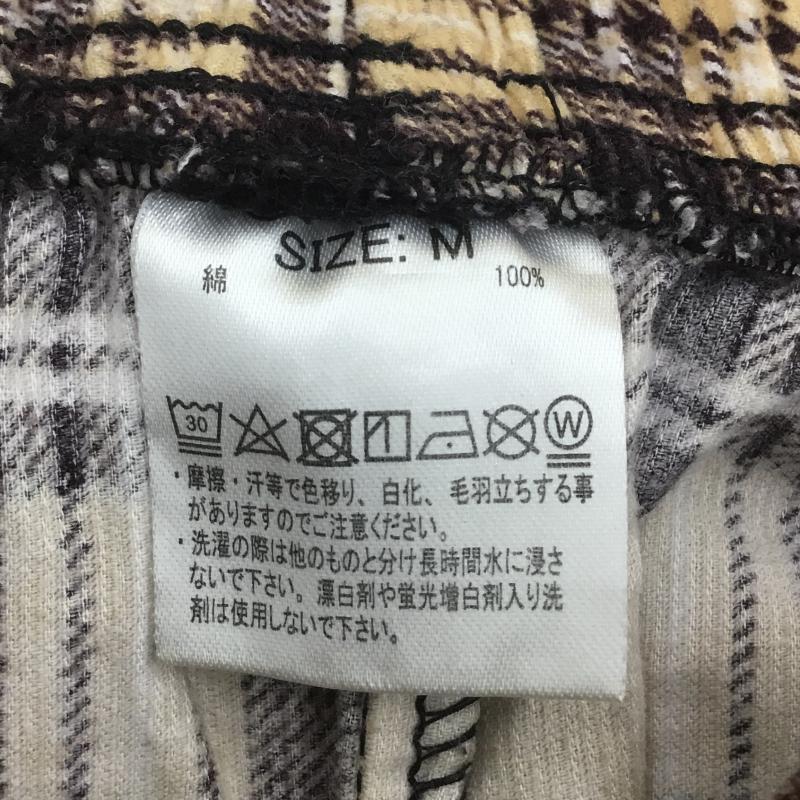 SIZE: M
綿 100%
30 W
・摩擦・汗等で色移り、白化、毛羽立ちする事
がありますのでご注意ください。
・洗濯の際は他のものと分け長時間水に浸さ
ないで下さい。漂白剤や蛍光増白剤入り洗
剤は使用しないで下さい。